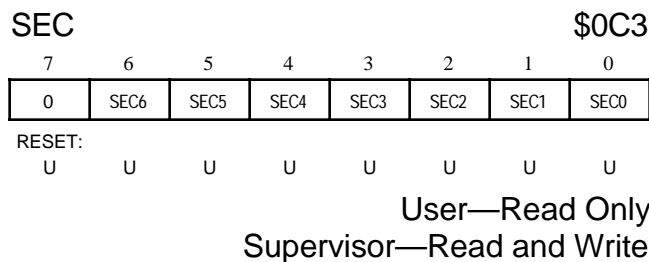 SEC $0C3
7 6 5 4 3 2 1 0
0 SEC6 SEC5 SEC4 SEC3 SEC2 SEC1 SEC0
RESET:
U U U U U U U U
User—Read Only
Supervisor—Read and Write